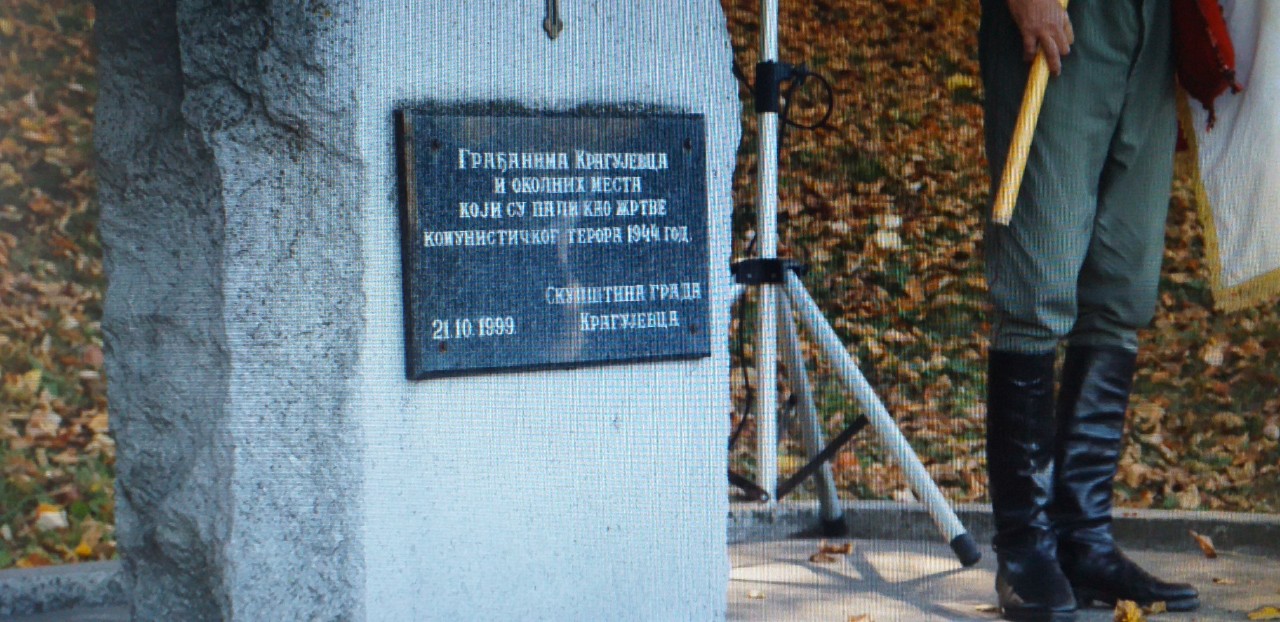 Грађанима Крагујевца
и околних места
који су пали као жртве
комунистичког терора 1944 год.
Скупштина града
21.10.1999. Крагујевца